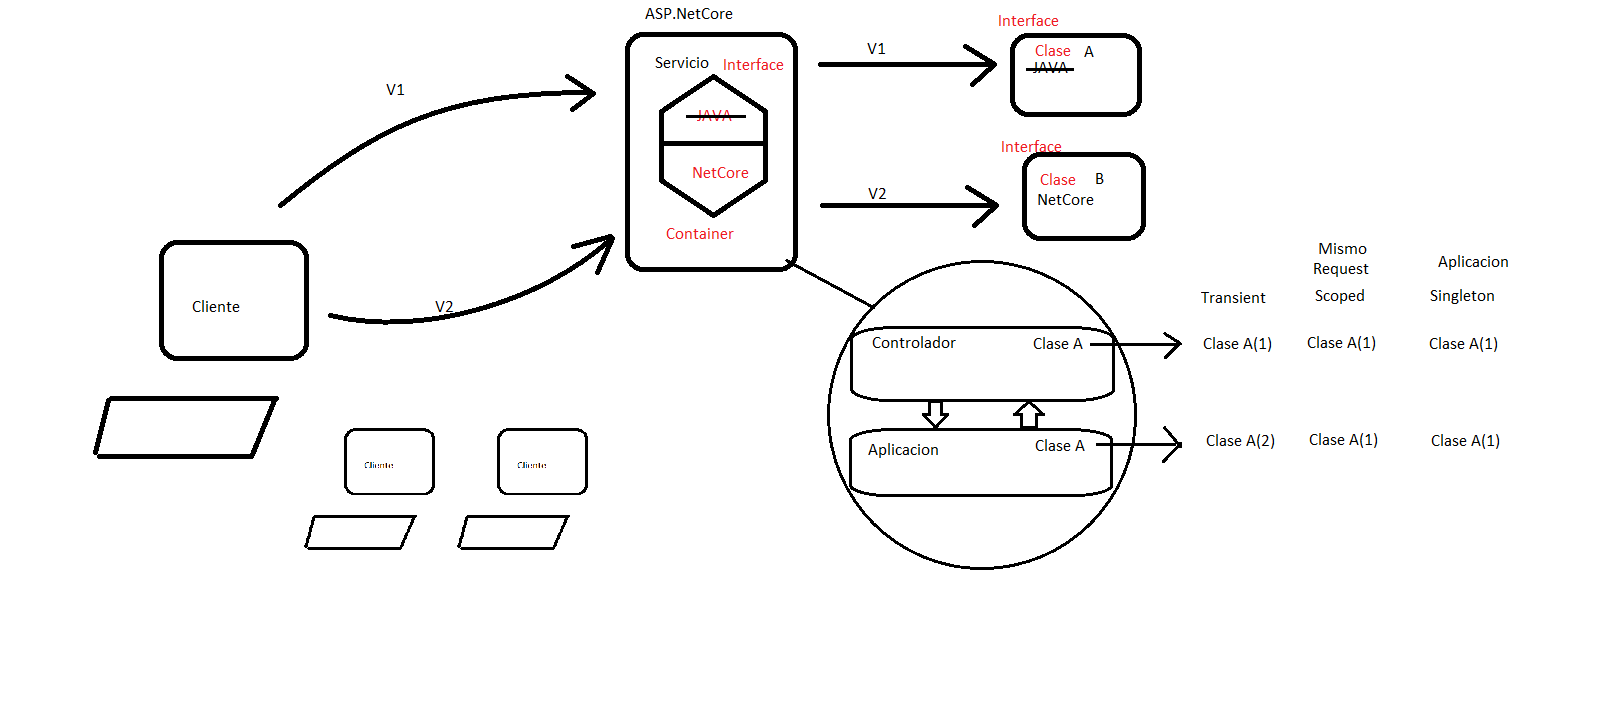 ASP.NetCore
Servicio Interface
JAVA
NetCore
Container
V1
V2
Cliente
Cliente
Cliente
V1
V2
Interface
Clase A
JAVA
Interface
Clase B
NetCore
Controlador Clase A
Aplicacion Clase A
Mismo
Request
Aplicacion
Transient Scoped Singleton
Clase A(1) Clase A(1) Clase A(1)
Clase A(2) Clase A(1) Clase A(1)